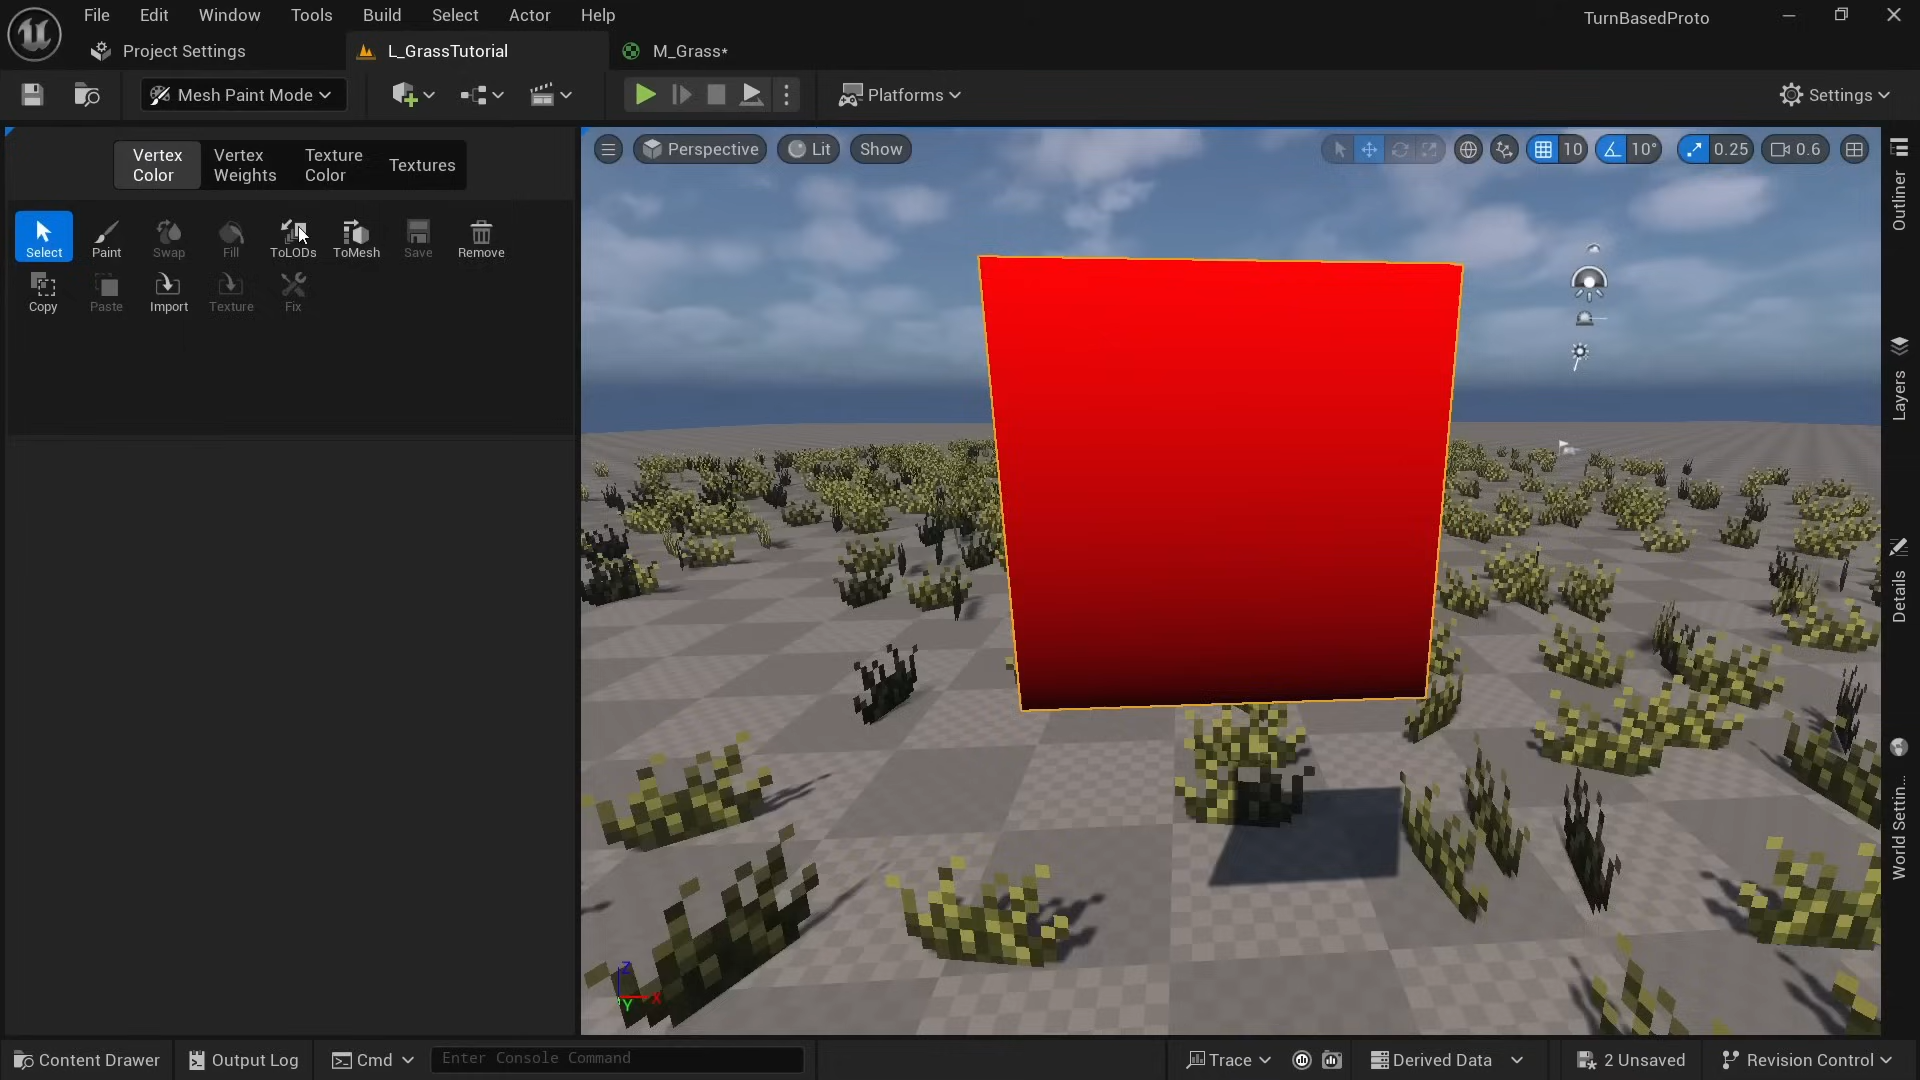 File Edit Window Tools Build Select Actor Help TurnBasedProto
Project Settings L_GrassTutorial M_Grass*
Mesh Paint Mode Platforms Settings
Vertex Color Vertex Weights Texture Color Textures
Select Paint Swap Fill ToLODs ToMesh Save Remove
Copy Paste Import Texture Fix
Perspective Lit Show 10 10° 0.25 0.6
Outliner
Layers
Details
World Settin...
Z
Y X
Content Drawer Output Log Cmd Enter Console Command Trace Derived Data 2 Unsaved Revision Control